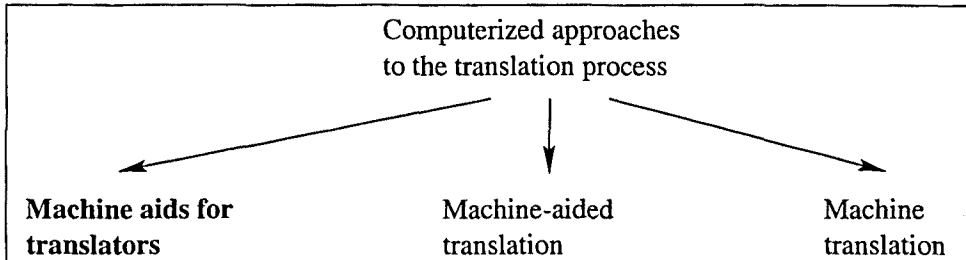 Computerized approaches
to the translation process
Machine aids for
translators
Machine-aided
translation
Machine
translation